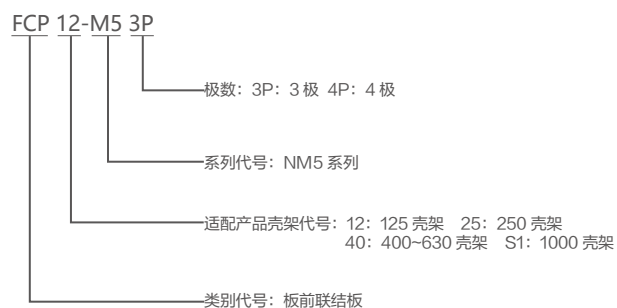 FCP 12-M5 3P
极数：3P：3 极 4P：4 极
系列代号：NM5 系列
适配产品壳架代号：12：125 壳架 25：250 壳架
40：400~630 壳架 S1：1000 壳架
类别代号：板前联结板